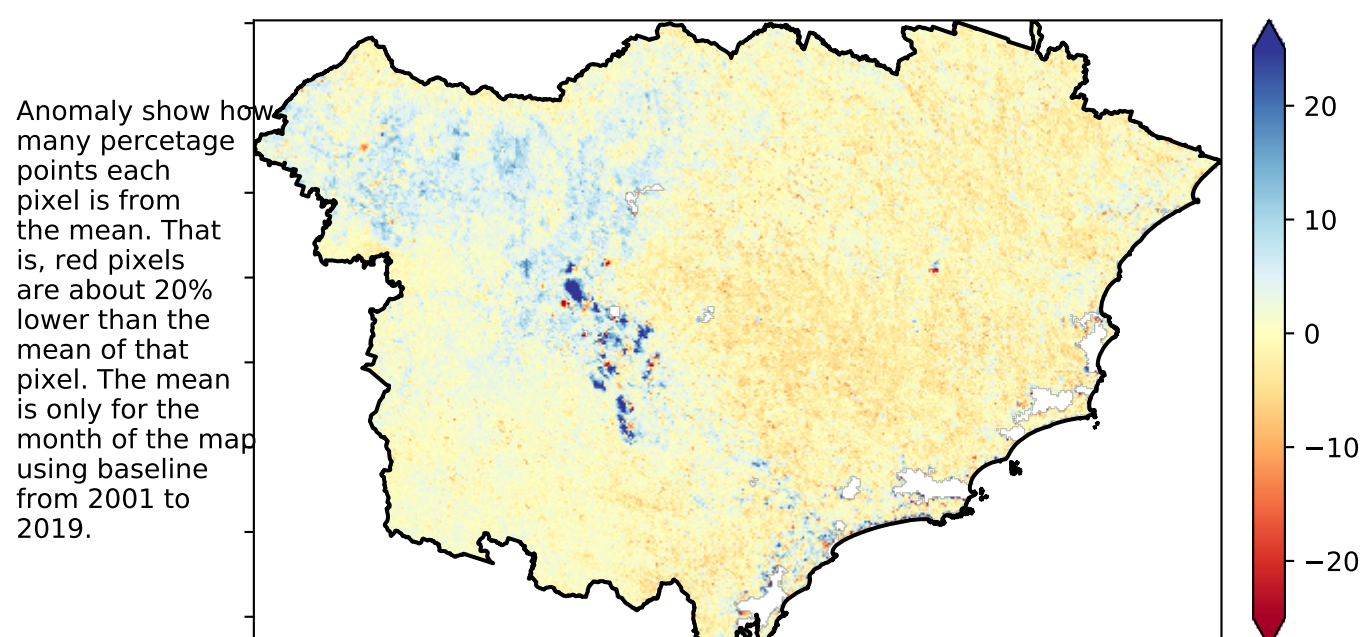 Anomaly show how
many percetage
points each
pixel is from
the mean. That
is, red pixels
are about 20%
lower than the
mean of that
pixel. The mean
is only for the
month of the map
using baseline
from 2001 to
2019.
20
10
0
−10
−20